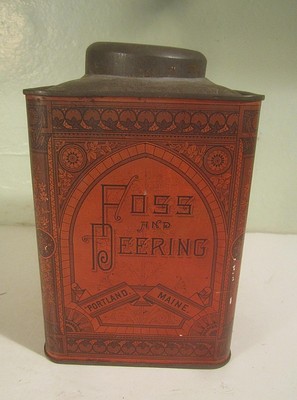 FOSS
AND
DEERING
PORTLAND MAINE